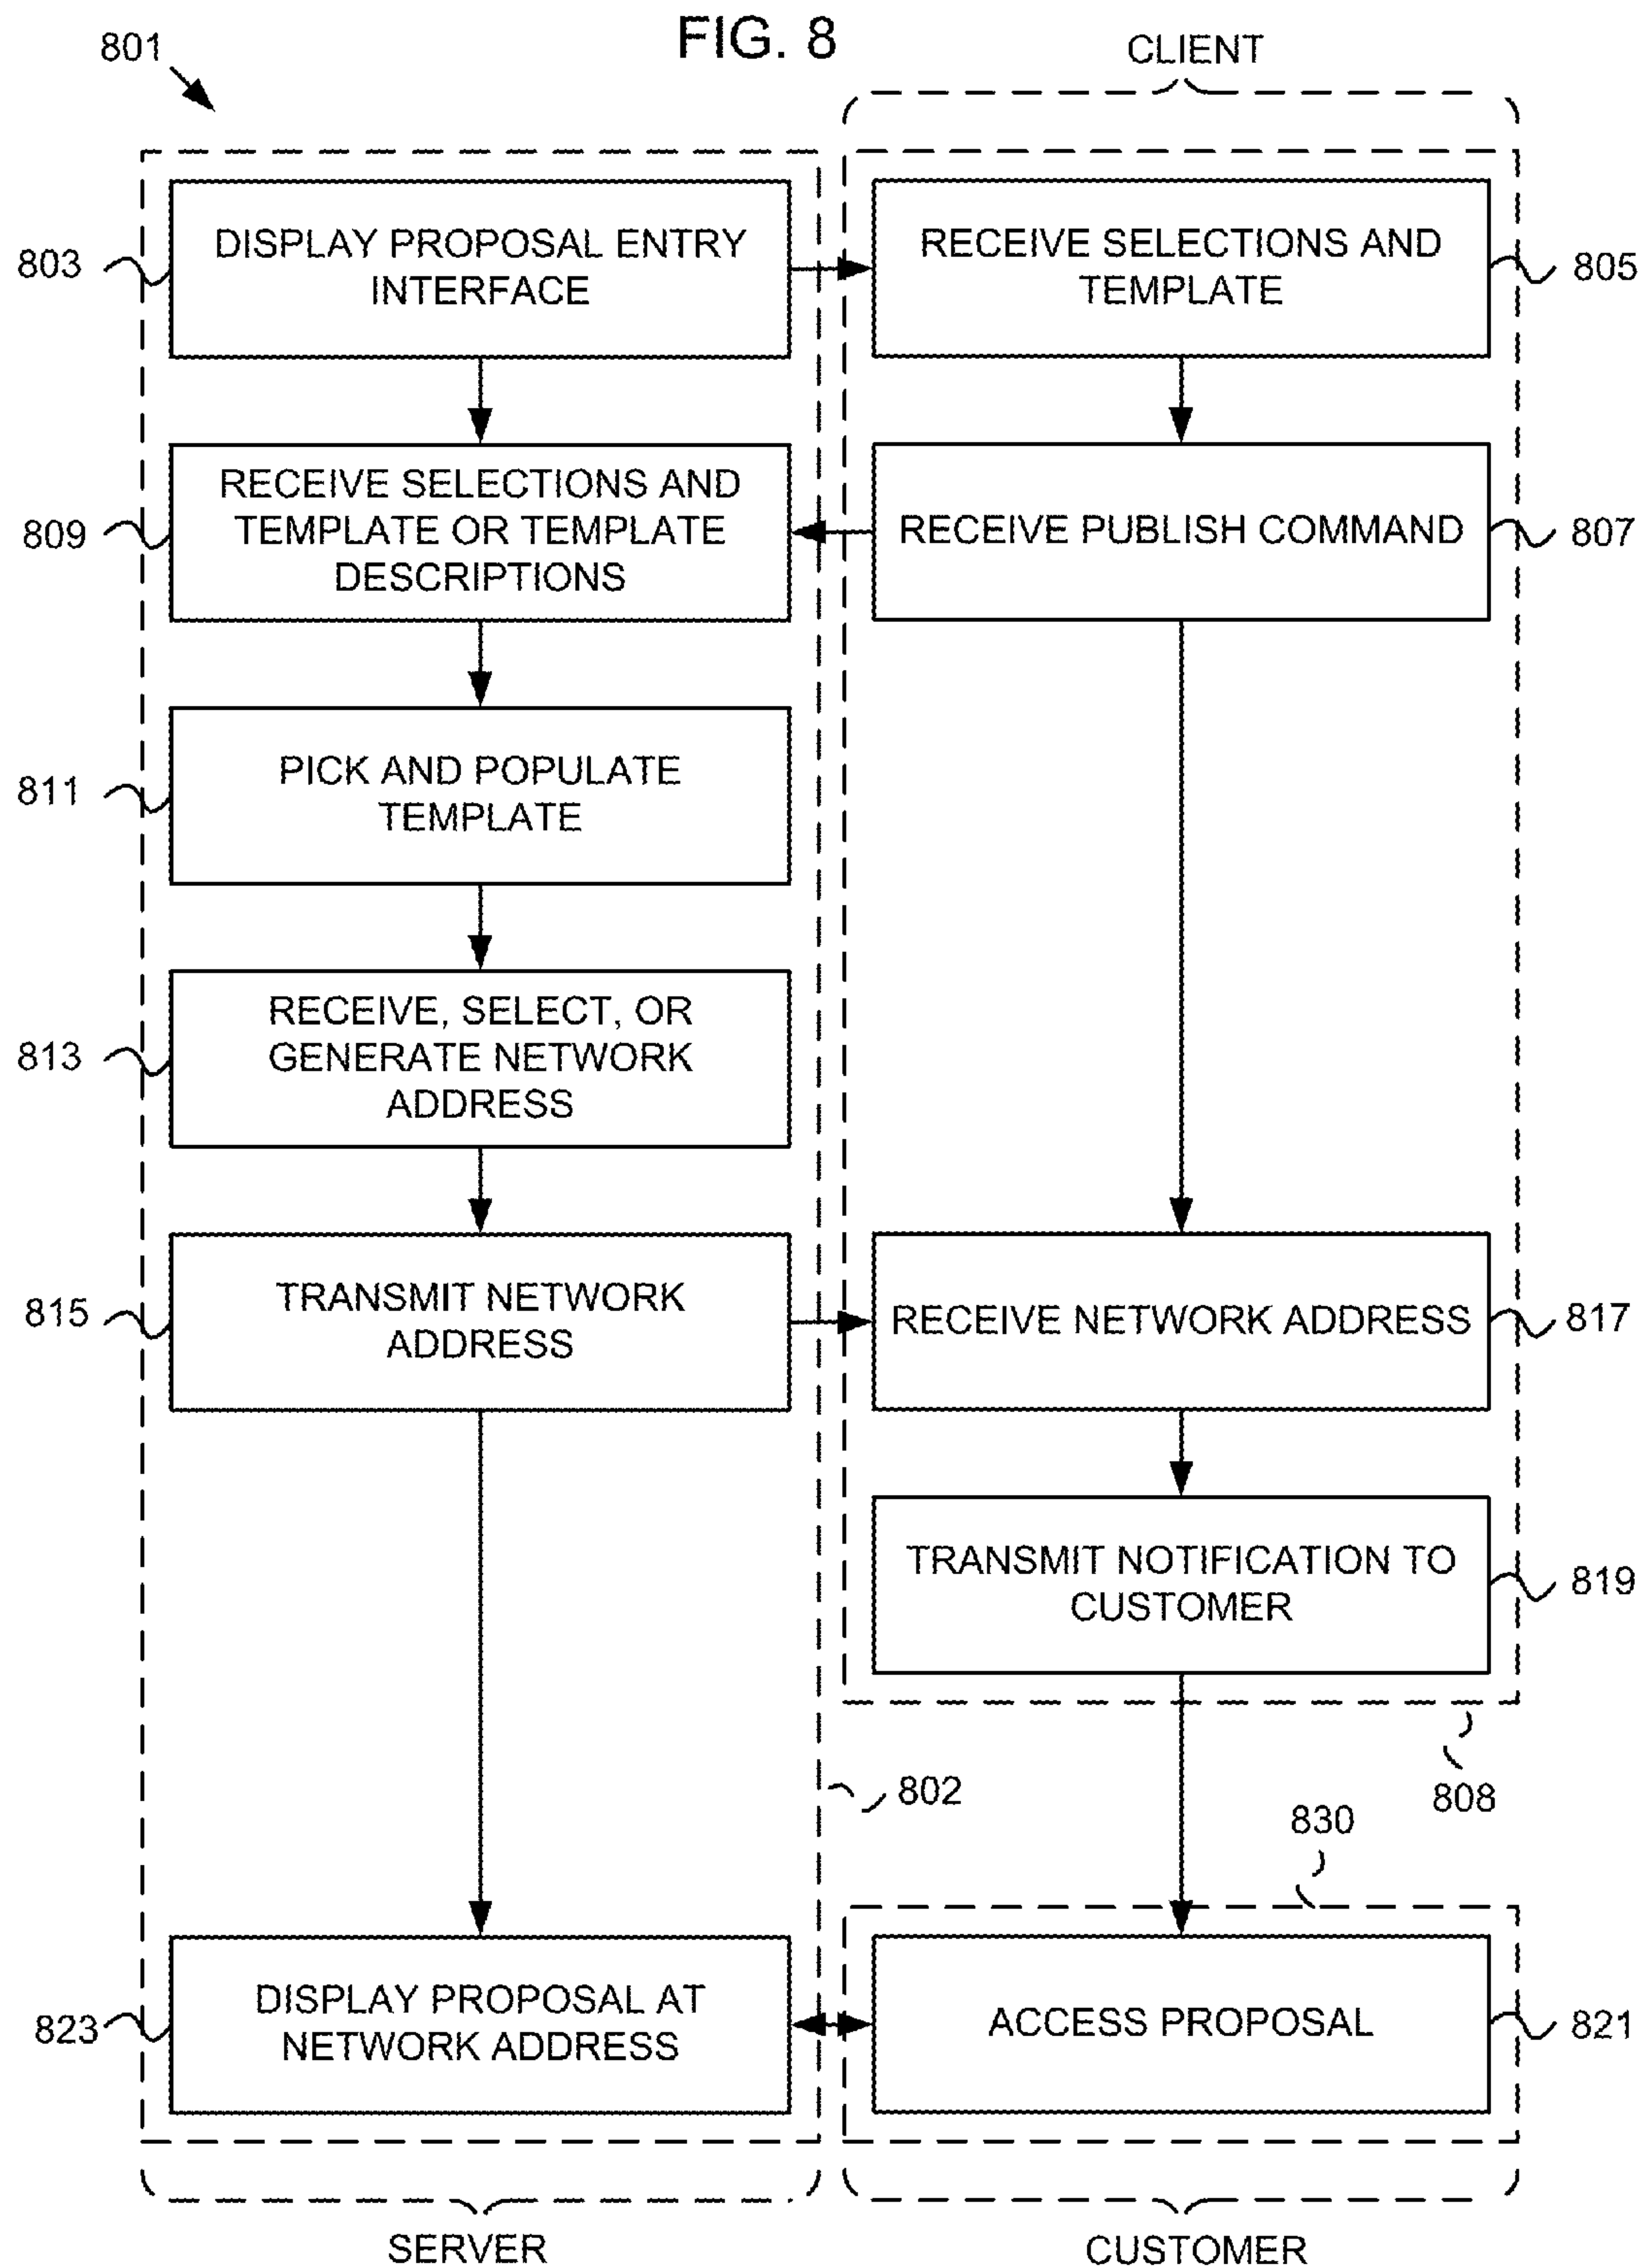 FIG. 8
801
CLIENT
803
DISPLAY PROPOSAL ENTRY
INTERFACE
RECEIVE SELECTIONS AND
TEMPLATE
805
809
RECEIVE SELECTIONS AND
TEMPLATE OR TEMPLATE
DESCRIPTIONS
RECEIVE PUBLISH COMMAND
807
811
PICK AND POPULATE
TEMPLATE
813
RECEIVE, SELECT, OR
GENERATE NETWORK
ADDRESS
815
TRANSMIT NETWORK
ADDRESS
RECEIVE NETWORK ADDRESS
817
TRANSMIT NOTIFICATION TO
CUSTOMER
819
802
808
830
823
DISPLAY PROPOSAL AT
NETWORK ADDRESS
ACCESS PROPOSAL
821
SERVER
CUSTOMER